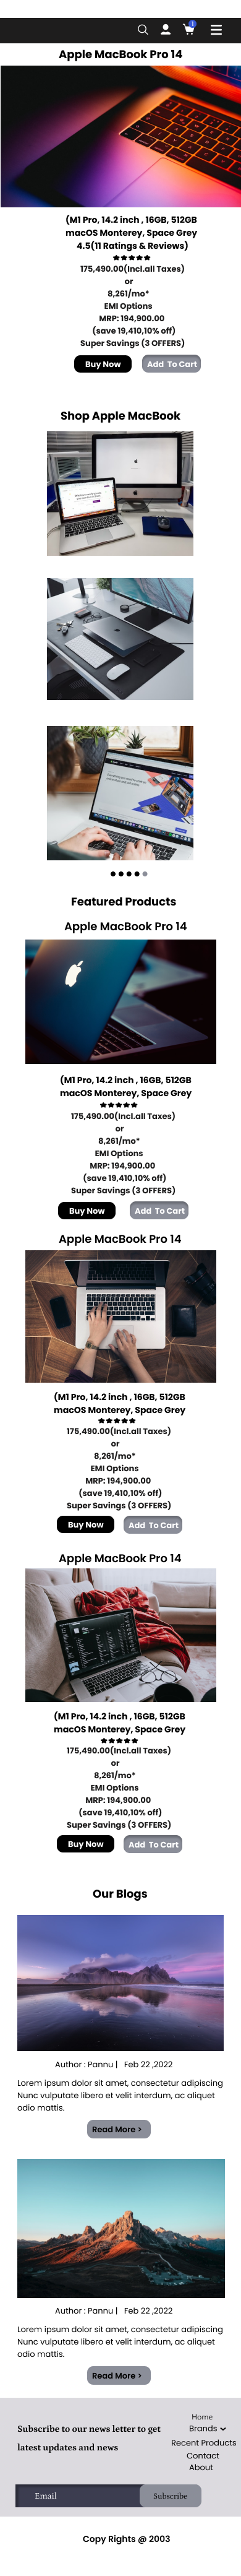 1
Apple MacBook Pro 14
(M1 Pro, 14.2 inch , 16GB, 512GB
macOS Monterey, Space Grey
4.5(11 Ratings & Reviews)
175,490.00(Incl.all Taxes)
or
8,261/mo*
EMI Options
MRP: 194,900.00
(save 19,410,10% off)
Super Savings (3 OFFERS)
Buy Now
Add To Cart
Shop Apple MacBook
Featured Products
Apple MacBook Pro 14
(M1 Pro, 14.2 inch , 16GB, 512GB
macOS Monterey, Space Grey
175,490.00(Incl.all Taxes)
or
8,261/mo*
EMI Options
MRP: 194,900.00
(save 19,410,10% off)
Super Savings (3 OFFERS)
Buy Now
Add To Cart
Apple MacBook Pro 14
(M1 Pro, 14.2 inch , 16GB, 512GB
macOS Monterey, Space Grey
175,490.00(Incl.all Taxes)
or
8,261/mo*
EMI Options
MRP: 194,900.00
(save 19,410,10% off)
Super Savings (3 OFFERS)
Buy Now
Add To Cart
Apple MacBook Pro 14
(M1 Pro, 14.2 inch , 16GB, 512GB
macOS Monterey, Space Grey
175,490.00(Incl.all Taxes)
or
8,261/mo*
EMI Options
MRP: 194,900.00
(save 19,410,10% off)
Super Savings (3 OFFERS)
Buy Now
Add To Cart
Our Blogs
Author : Pannu | Feb 22 ,2022
Lorem ipsum dolor sit amet, consectetur adipiscing
Nunc vulputate libero et velit interdum, ac aliquet
odio mattis.
Read More >
Author : Pannu | Feb 22 ,2022
Lorem ipsum dolor sit amet, consectetur adipiscing
Nunc vulputate libero et velit interdum, ac aliquet
odio mattis.
Read More >
Subscribe to our news letter to get
latest updates and news
Email
Subscribe
Home
Brands
Recent Products
Contact
About
Copy Rights @ 2003